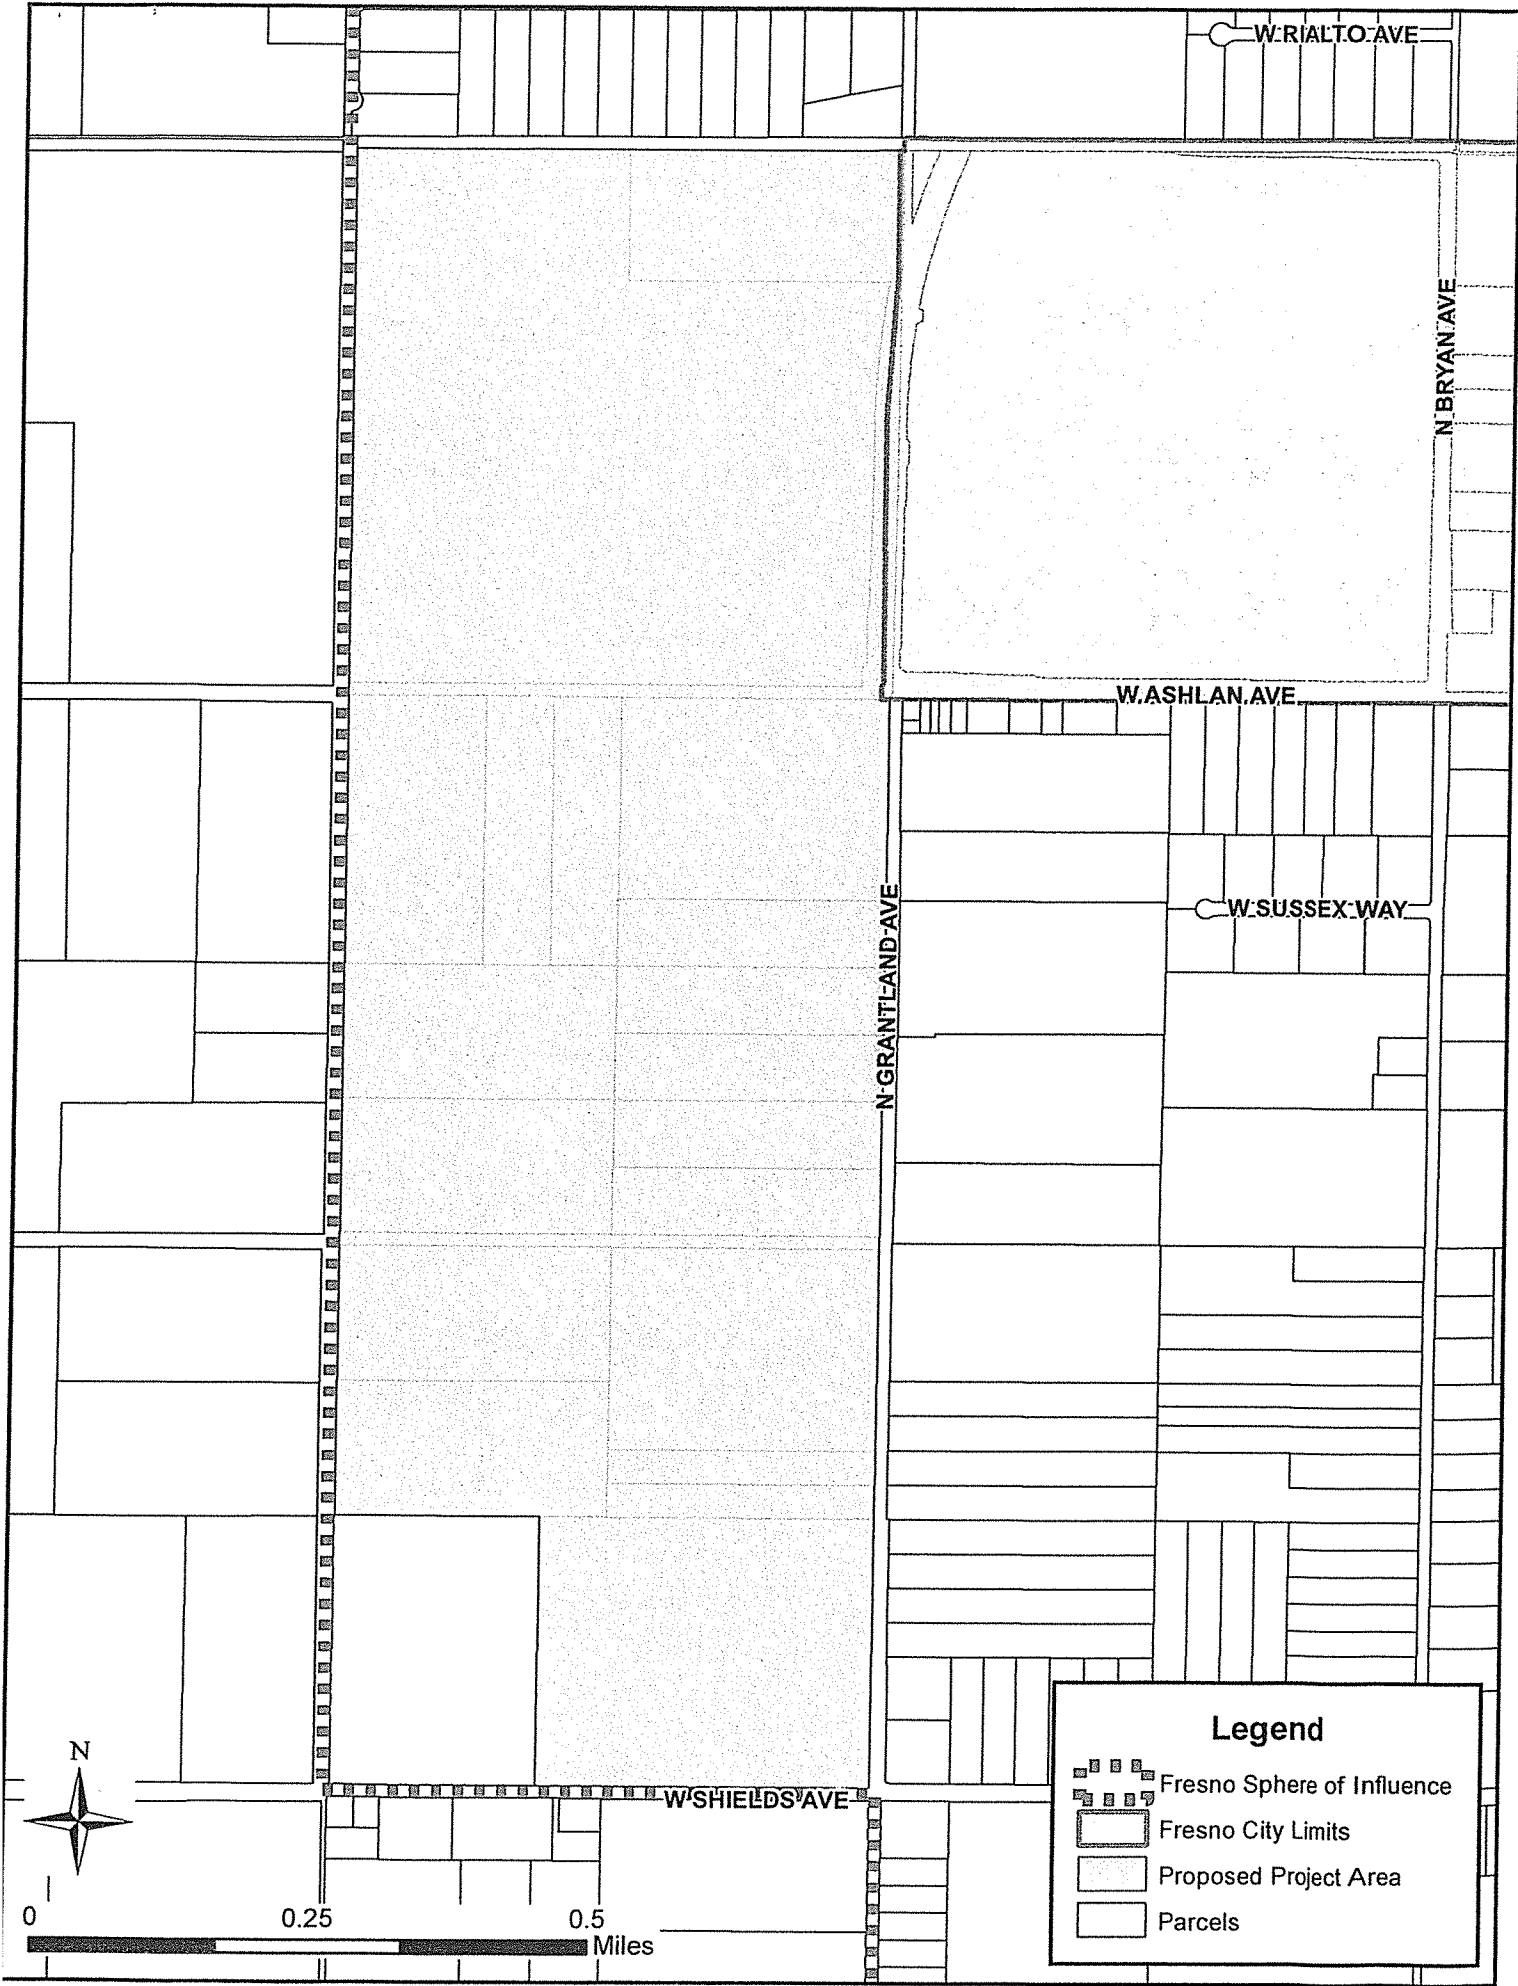 W RIALTO AVE
N BRYAN AVE
W ASHLAN AVE
N GRANTLAND AVE
W SUSSEX WAY
W SHIELDS AVE
Legend
Fresno Sphere of Influence
Fresno City Limits
Proposed Project Area
Parcels
N
0 0.25 0.5
Miles